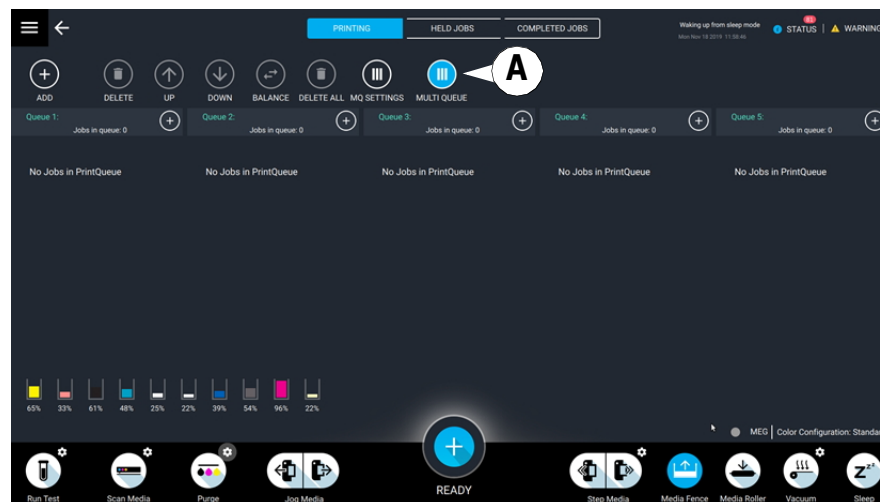 PRINTING HELD JOBS COMPLETED JOBS
Waking up from sleep mode
Mon Nov 18 2019 11:58:46
81
STATUS | WARNING
A
ADD DELETE UP DOWN BALANCE DELETE ALL MQ SETTINGS MULTI QUEUE
Queue 1: Queue 2: Queue 3: Queue 4: Queue 5:
Jobs in queue: 0 Jobs in queue: 0 Jobs in queue: 0 Jobs in queue: 0 Jobs in queue: 0
No Jobs in PrintQueue No Jobs in PrintQueue No Jobs in PrintQueue No Jobs in PrintQueue No Jobs in PrintQueue
65% 33% 61% 48% 25% 22% 39% 54% 96% 22%
MEG | Color Configuration: Standa
READY
Run Test Scan Media Purge Jog Media Step Media Media Fence Media Roller Vacuum Sleep